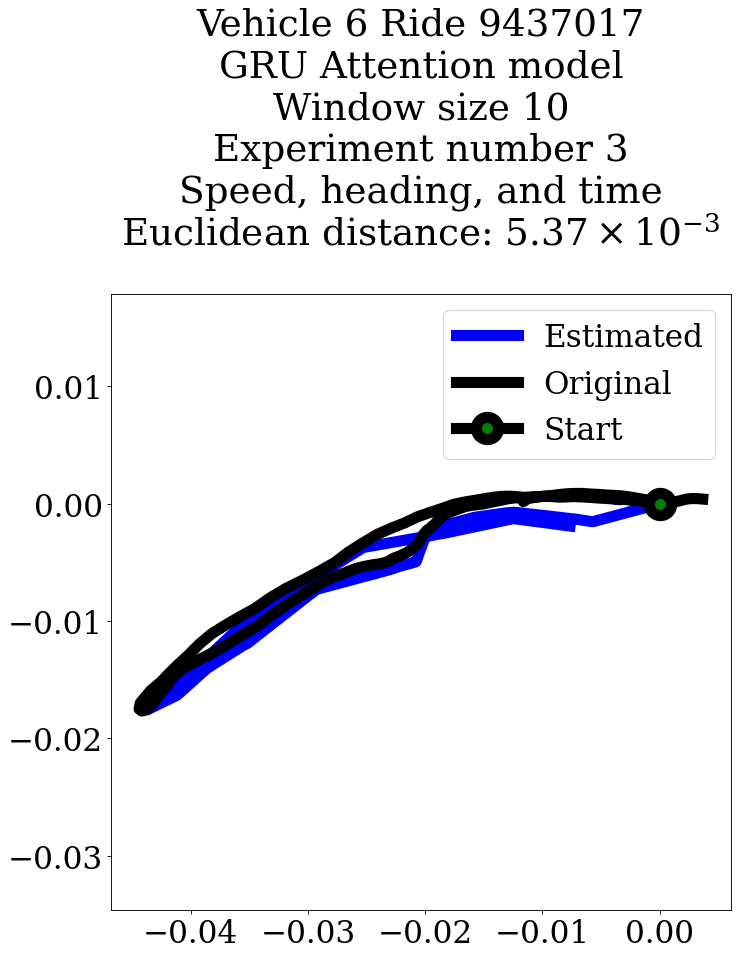 Vehicle 6 Ride 9437017
GRU Attention model
Window size 10
Experiment number 3
Speed, heading, and time
Euclidean distance: 5.37 × 10⁻³
Estimated
Original
Start
0.01
0.00
−0.01
−0.02
−0.03
−0.04 −0.03 −0.02 −0.01 0.00